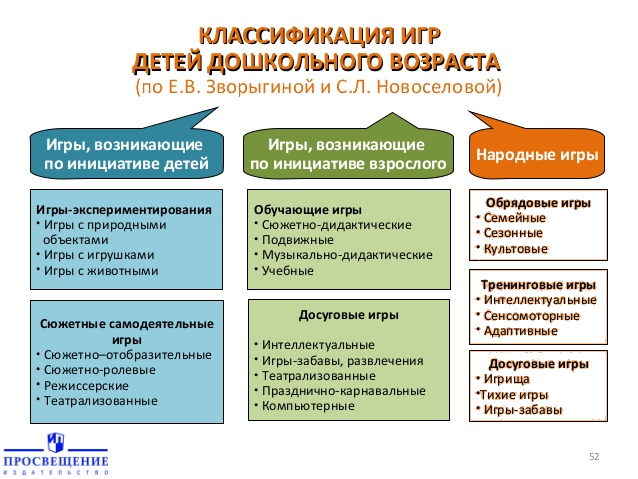 КЛАССИФИКАЦИЯ ИГР
ДЕТЕЙ ДОШКОЛЬНОГО ВОЗРАСТА
(по Е.В. Зворыгиной и С.Л. Новоселовой)
Игры, возникающие
по инициативе детей
Игры-экспериментирования
• Игры с природными
объектами
• Игры с игрушками
• Игры с животными
Сюжетные самодеятельные
игры
• Сюжетно–отобразительные
• Сюжетно-ролевые
• Режиссерские
• Театрализованные
Игры, возникающие
по инициативе взрослого
Обучающие игры
• Сюжетно-дидактические
• Подвижные
• Музыкально-дидактические
• Учебные
Досуговые игры
• Интеллектуальные
• Игры-забавы, развлечения
• Театрализованные
• Празднично-карнавальные
• Компьютерные
Народные игры
Обрядовые игры
• Семейные
• Сезонные
• Культовые
Тренинговые игры
• Интеллектуальные
• Сенсомоторные
• Адаптивные
Досуговые игры
• Игрища
•Тихие игры
• Игры-забавы
ИП
ПРОСВЕЩЕНИЕ
ИЗДАТЕЛЬСТВО
52